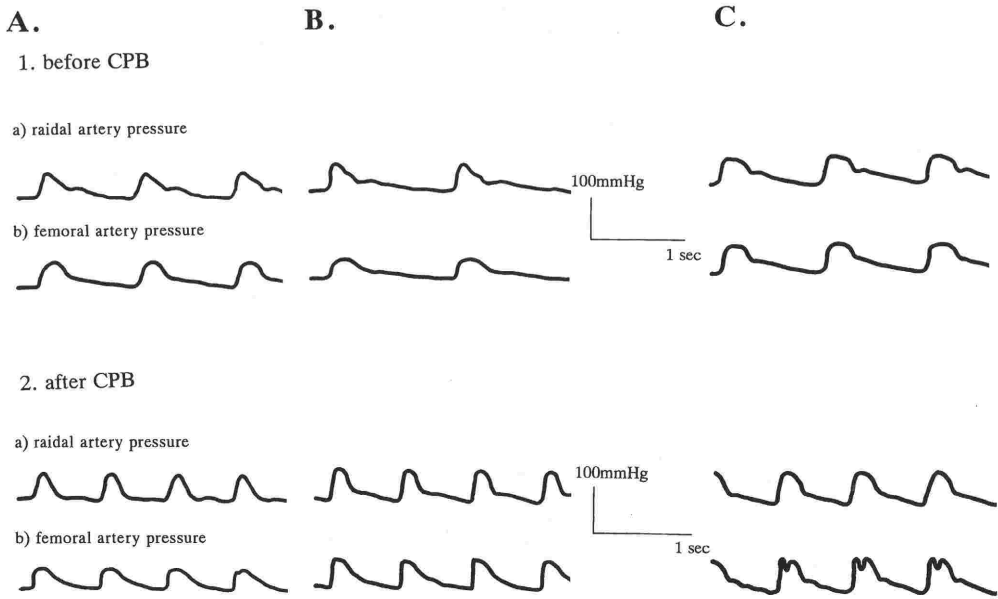 A.
B.
C.
1. before CPB
a) raidal artery pressure
100mmHg
b) femoral artery pressure
1 sec
2. after CPB
a) raidal artery pressure
100mmHg
b) femoral artery pressure
1 sec